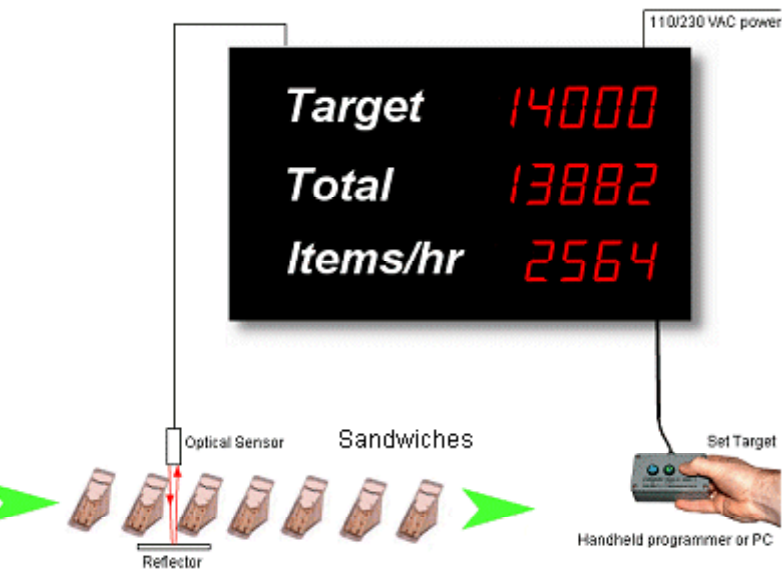 110/230 VAC power
Target 14000
Total 13882
Items/hr 2564
Optical Sensor
Sandwiches
Set Target
Handheld programmer or PC
Reflector